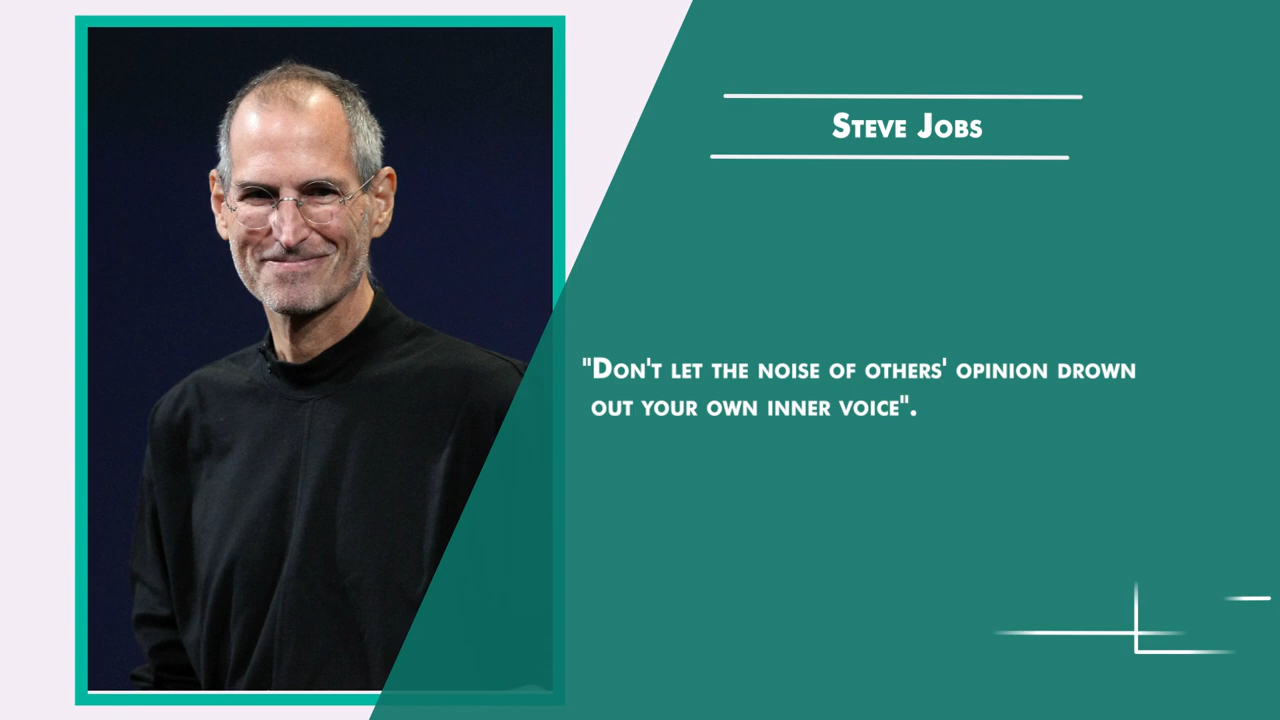 Steve Jobs
"Don't let the noise of others' opinion drown
out your own inner voice".